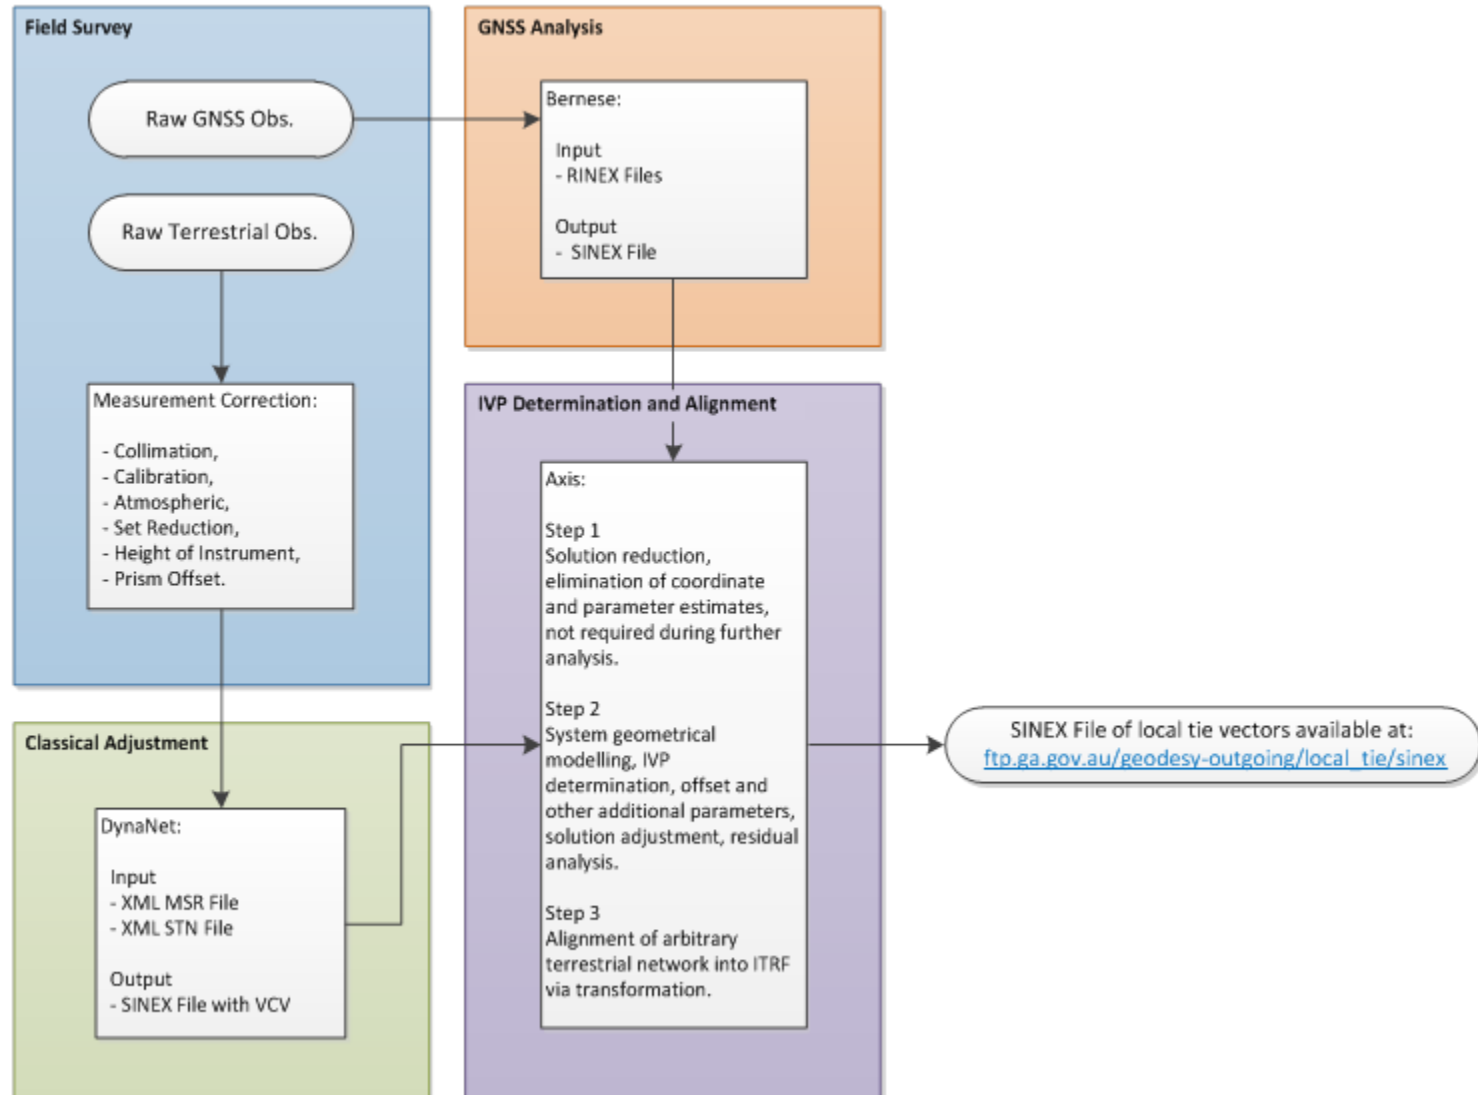 Field Survey
Raw GNSS Obs.
Raw Terrestrial Obs.
Measurement Correction:
- Collimation,
- Calibration,
- Atmospheric,
- Set Reduction,
- Height of Instrument,
- Prism Offset.
GNSS Analysis
Bernese:
Input
- RINEX Files
Output
- SINEX File
Classical Adjustment
DynaNet:
Input
- XML MSR File
- XML STN File
Output
- SINEX File with VCV
IVP Determination and Alignment
Axis:
Step 1
Solution reduction,
elimination of coordinate
and parameter estimates,
not required during further
analysis.
Step 2
System geometrical
modelling, IVP
determination, offset and
other additional parameters,
solution adjustment, residual
analysis.
Step 3
Alignment of arbitrary
terrestrial network into ITRF
via transformation.
SINEX File of local tie vectors available at:
ftp.ga.gov.au/geodesy-outgoing/local_tie/sinex